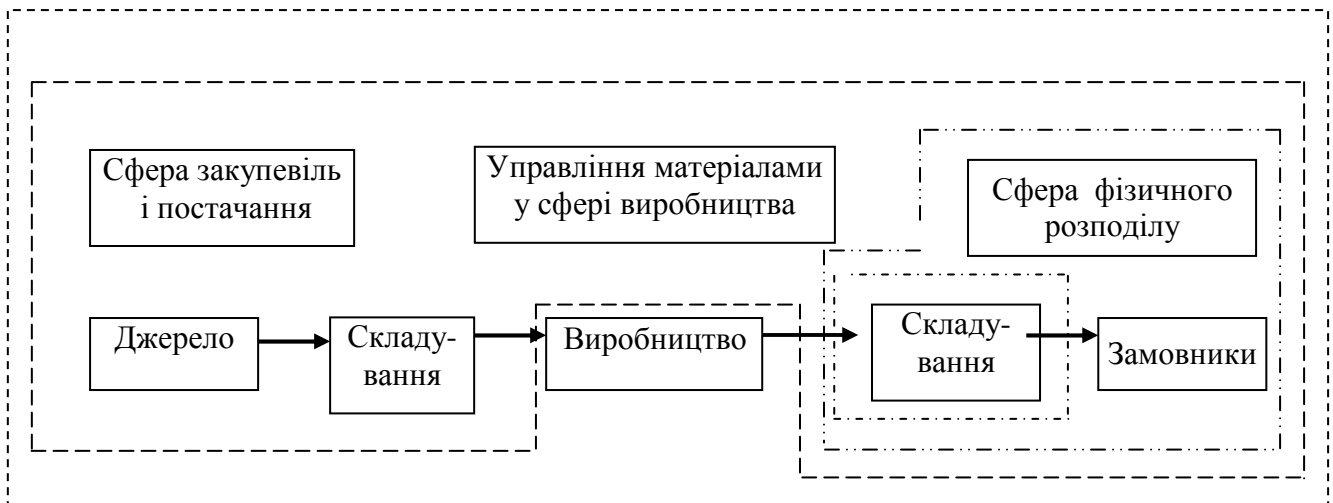 Сфера закупевіль
і постачання
Управління матеріалами
у сфері виробництва
Сфера фізичного
розподілу
Джерело
Складу-
вання
Виробництво
Складу-
вання
Замовники